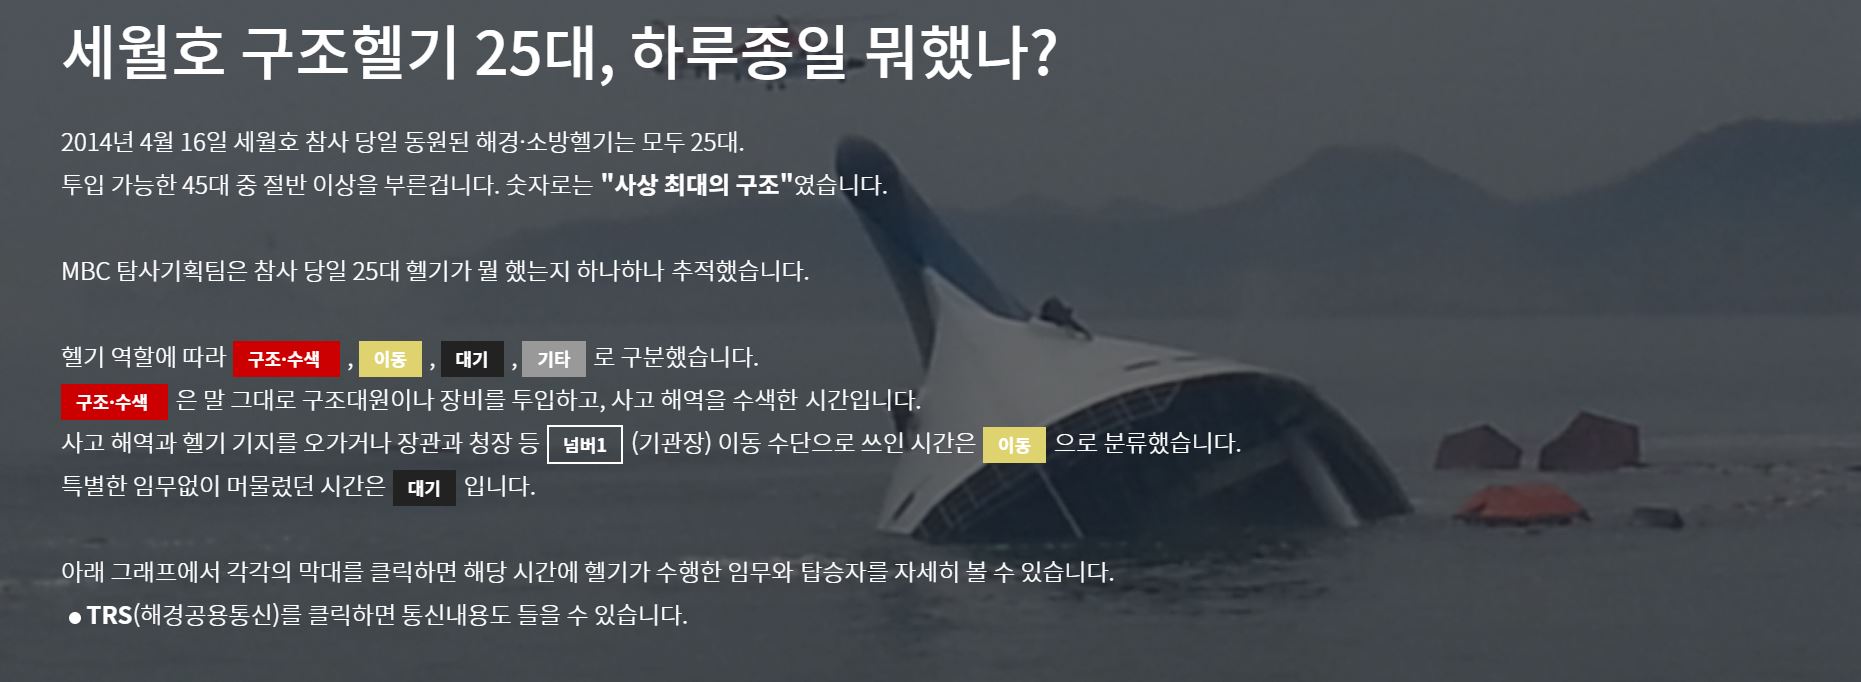 세월호 구조헬기 25대, 하루종일 뭐했나?
2014년 4월 16일 세월호 참사 당일 동원된 해경·소방헬기는 모두 25대.
투입 가능한 45대 중 절반 이상을 부른겁니다. 숫자로는 "사상 최대의 구조"였습니다.
MBC 탐사기획팀은 참사 당일 25대 헬기가 뭘 했는지 하나하나 추적했습니다.
헬기 역할에 따라 구조·수색 , 이동 , 대기 , 기타 로 구분했습니다.
구조·수색 은 말 그대로 구조대원이나 장비를 투입하고, 사고 해역을 수색한 시간입니다.
사고 해역과 헬기 기지를 오가거나 장관과 청장 등 넘버1 (기관장) 이동 수단으로 쓰인 시간은 이동 으로 분류했습니다.
특별한 임무없이 머물렀던 시간은 대기 입니다.
아래 그래프에서 각각의 막대를 클릭하면 해당 시간에 헬기가 수행한 임무와 탑승자를 자세히 볼 수 있습니다.
● TRS(해경공용통신)를 클릭하면 통신내용도 들을 수 있습니다.